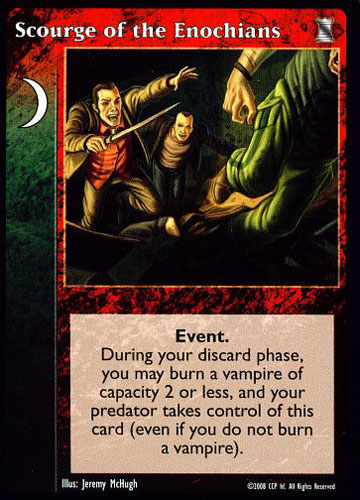 Scourge of the Enochians
Event.
During your discard phase,
you may burn a vampire of
capacity 2 or less, and your
predator takes control of this
card (even if you do not burn
a vampire).
Illus: Jeremy McHugh
©2008 CCP hf. All Rights Reserved